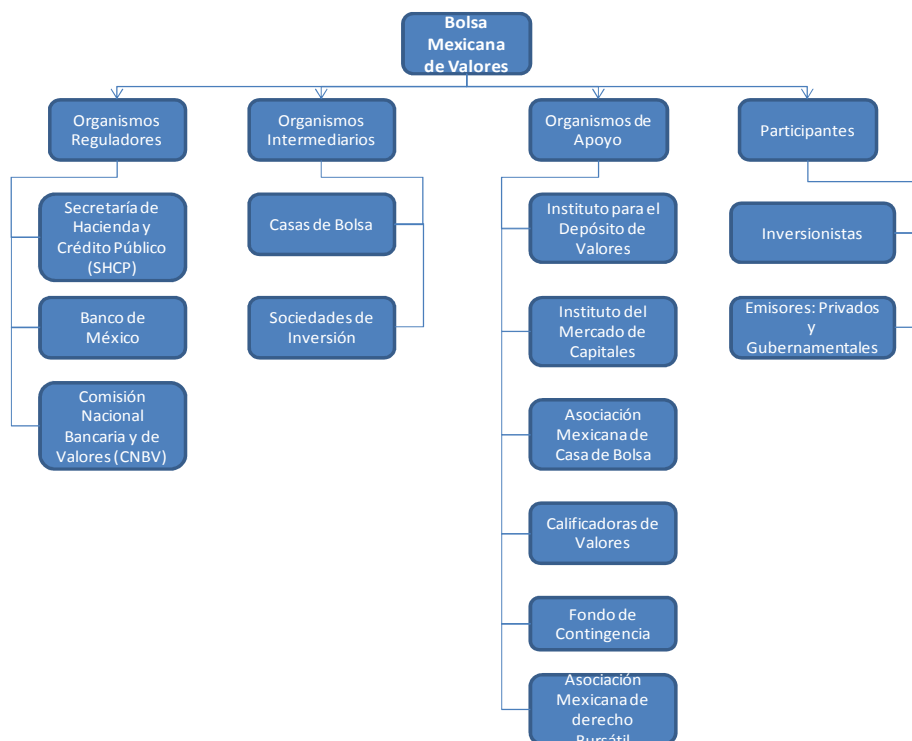 Bolsa
Mexicana
de Valores
Organismos
Reguladores
Organismos
Intermediarios
Organismos de
Apoyo
Participantes
Secretaría de
Hacienda y
Crédito Público
(SHCP)
Banco de
México
Comisión
Nacional
Bancaria y de
Valores (CNBV)
Casas de Bolsa
Sociedades de
Inversión
Instituto para el
Depósito de
Valores
Instituto del
Mercado de
Capitales
Asociación
Mexicana de
Casa de Bolsa
Calificadoras de
Valores
Fondo de
Contingencia
Asociación
Mexicana de
derecho
Bursátil
Inversionistas
Emisores: Privados
y
Gubernamentales